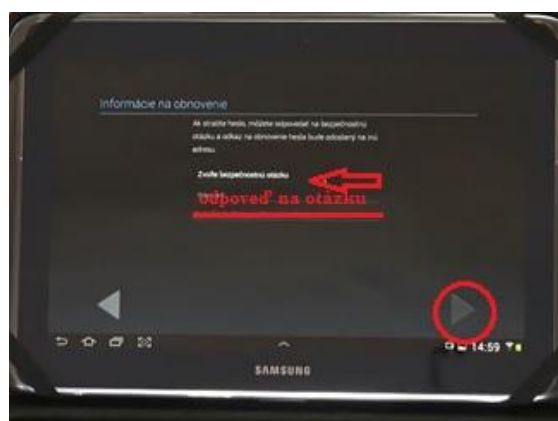 Informácie na obnovenie
Ak stratíte heslo, môžete odpovedať na bezpečnostnú
otázku a odkaz na obnovenie hesla bude odoslaný na inú
adresu.
Zvoľte bezpečnostnú otázku
odpoveď na otázku
14:59
SAMSUNG